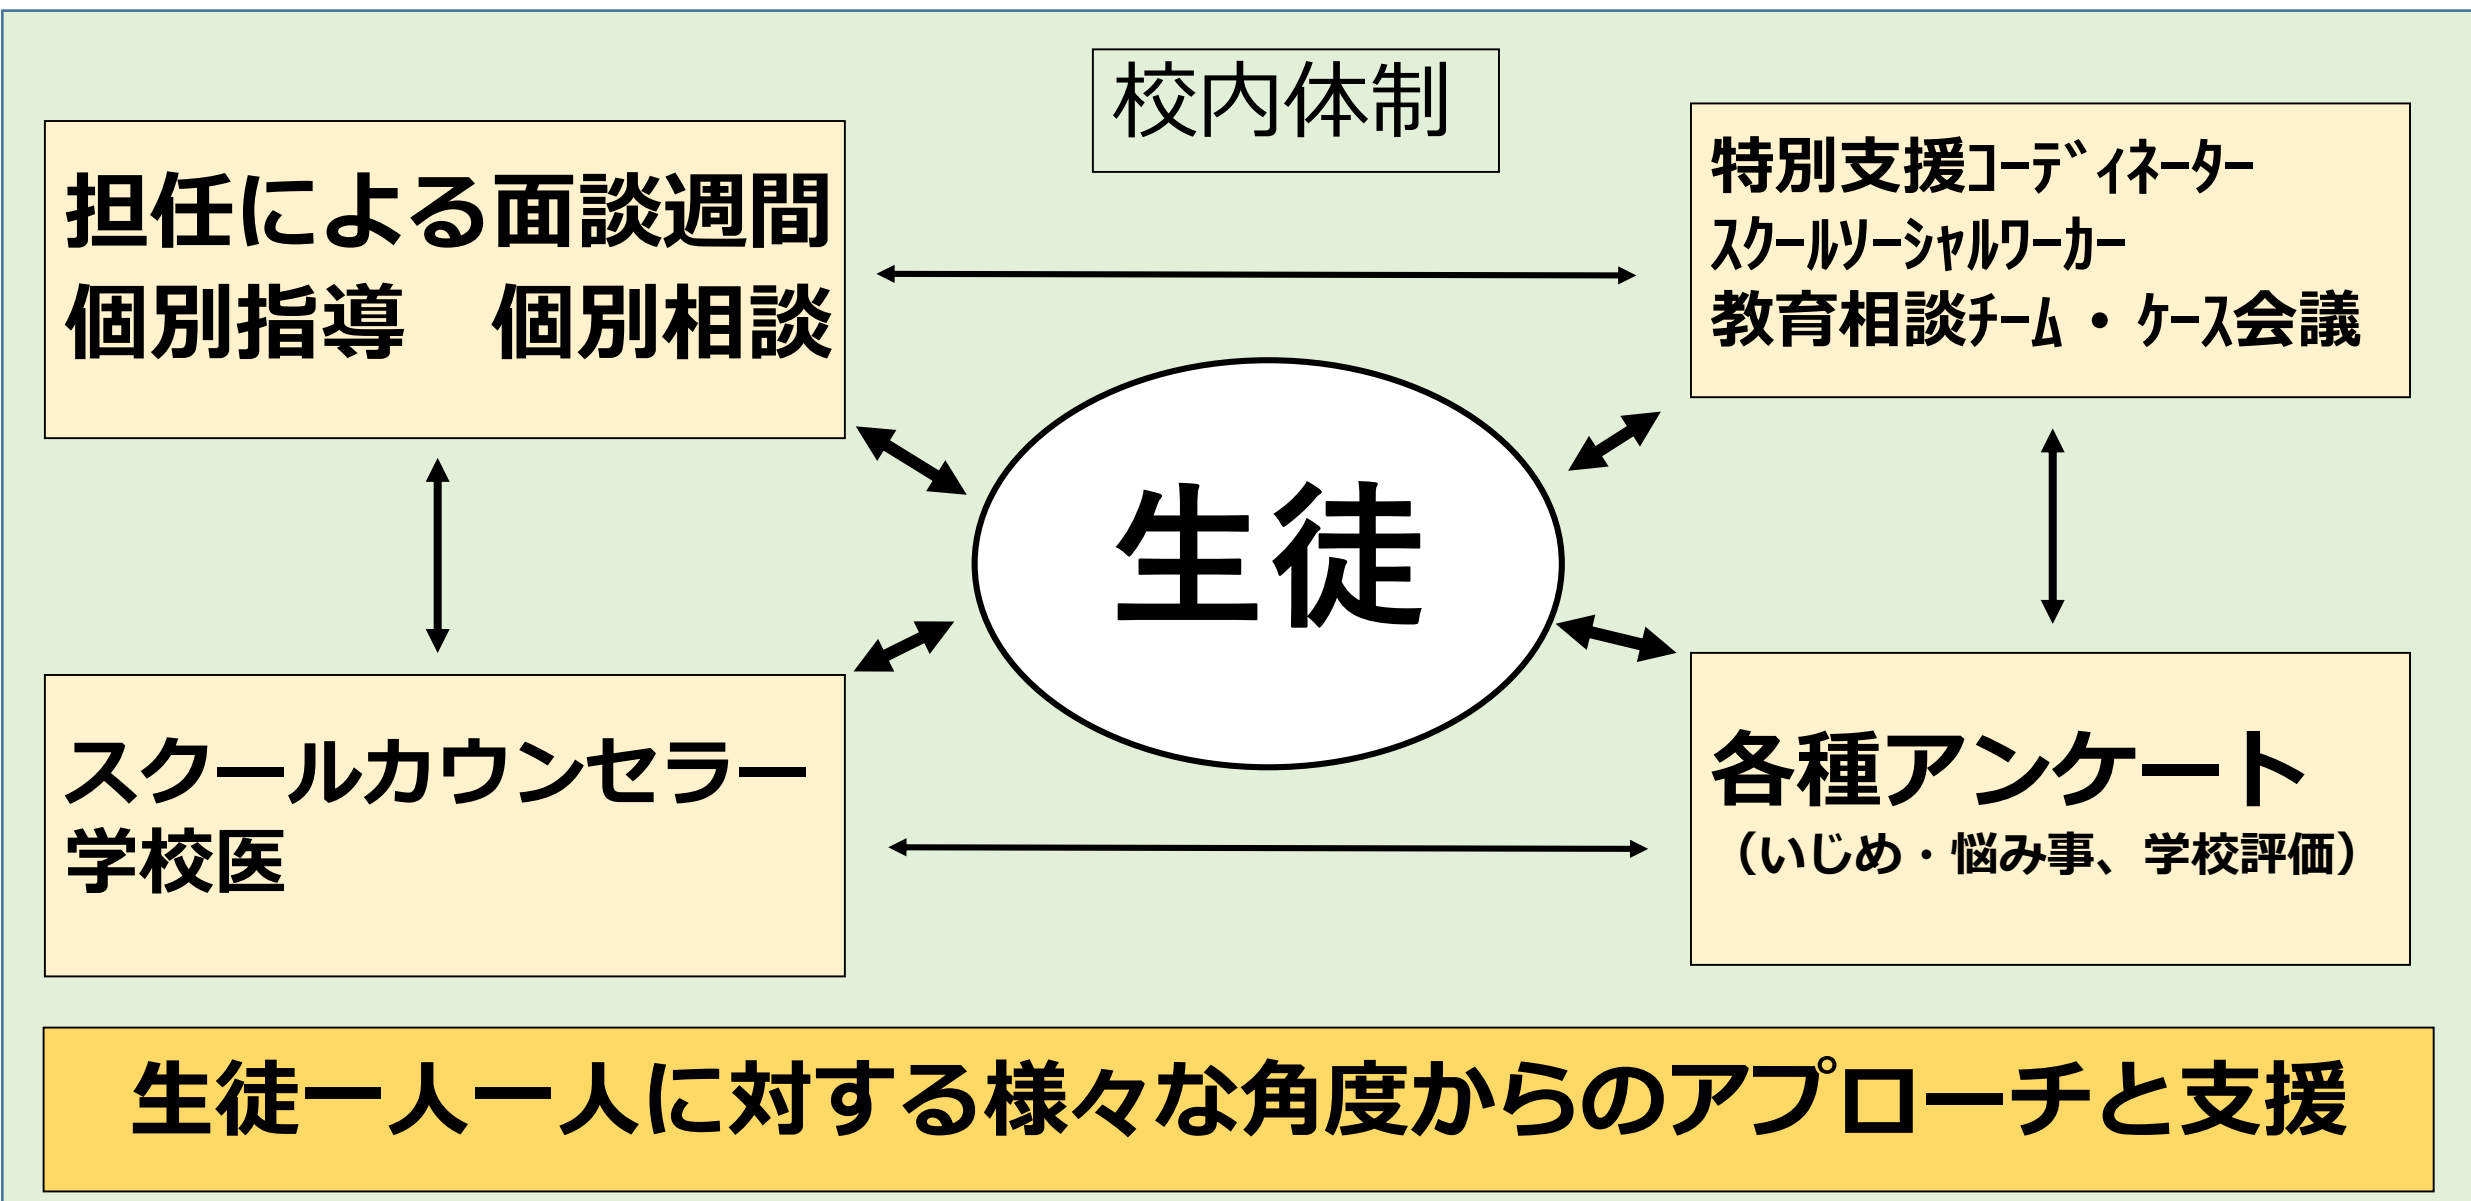 校内体制
担任による面談週間
個別指導　個別相談
特別支援ｺｰﾃﾞｨﾈｰﾀｰ
ｽｸｰﾙｿｰｼｬﾙﾜｰｶｰ
教育相談ﾁｰﾑ・ｹｰｽ会議
生徒
スクールカウンセラー
学校医
各種アンケート
（いじめ・悩み事、学校評価）
生徒一人一人に対する様々な角度からのアプローチと支援